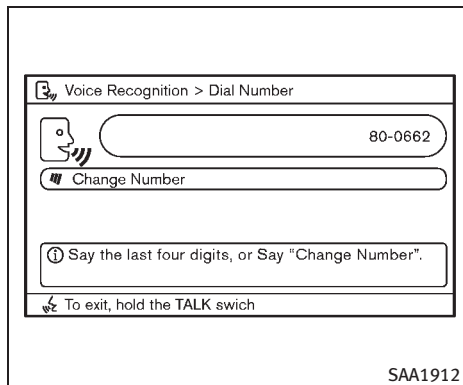 Voice Recognition > Dial Number
80-0662
Change Number
Say the last four digits, or Say “Change Number”.
To exit, hold the TALK swich
SAA1912